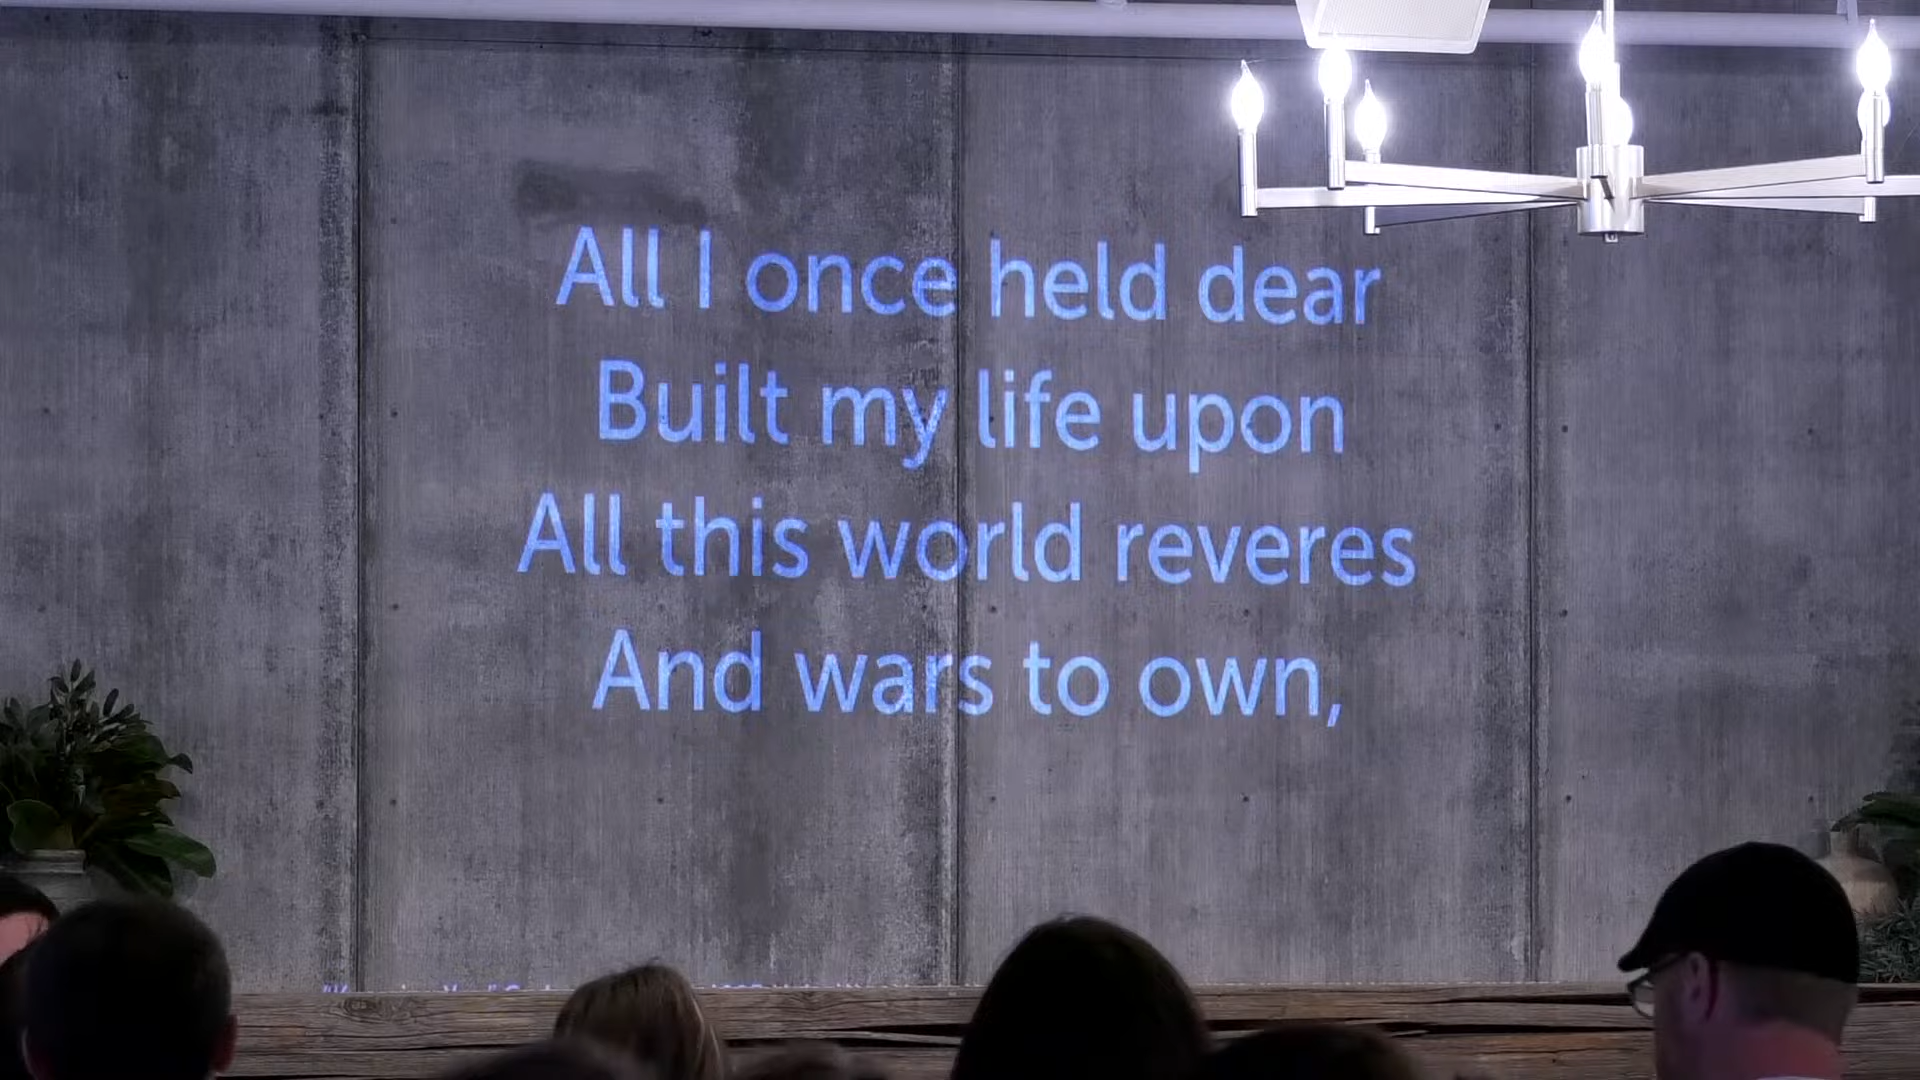 All I once held dear
Built my life upon
All this world reveres
And wars to own,